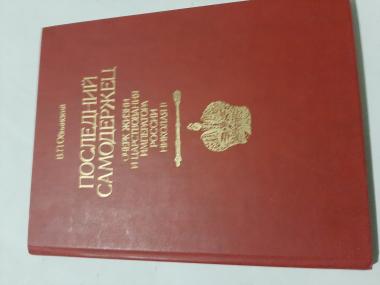 В.П.Обнинский
ПОСЛЕДНИЙ
САМОДЕРЖЕЦ
ОЧЕРК ЖИЗНИ
И ЦАРСТВОВАНИЯ
ИМПЕРАТОРА
РОССИИ
НИКОЛАЯ II